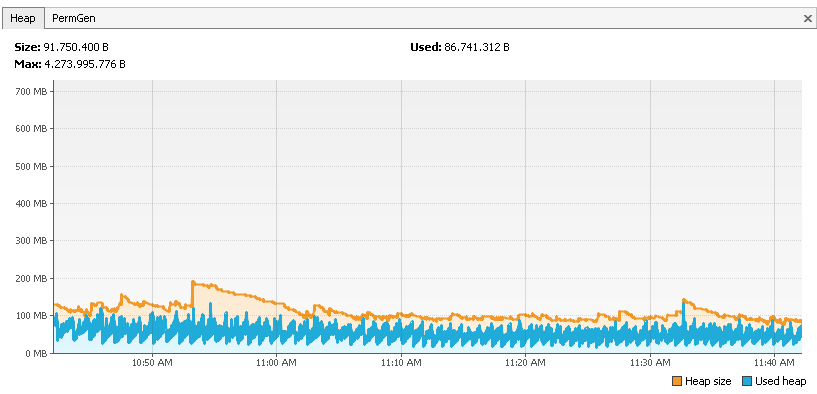 Heap PermGen
Size: 91.750.400 B Used: 86.741.312 B
Max: 4.273.995.776 B
700 MB
600 MB
500 MB
400 MB
300 MB
200 MB
100 MB
0 MB
10:50 AM 11:00 AM 11:10 AM 11:20 AM 11:30 AM 11:40 AM
Heap size Used heap